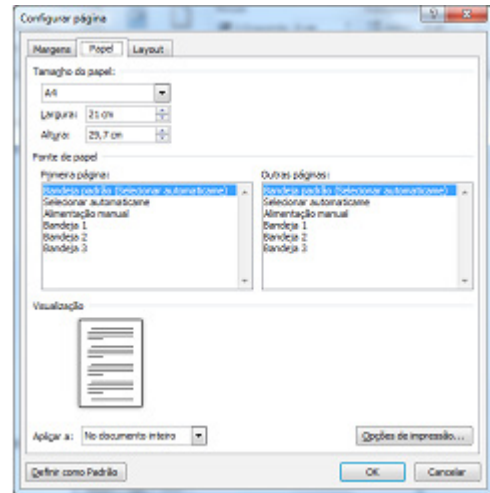 Configurar página
Margens Papel Layout
Tamanho do papel:
A4
Largura: 21 cm
Altura: 29,7 cm
Fonte de papel
Primeira página:
Bandeja padrão (Selecionar automaticame)
Selecionar automaticame
Alimentação manual
Bandeja 1
Bandeja 2
Bandeja 3
Outras páginas:
Bandeja padrão (Selecionar automaticame)
Selecionar automaticame
Alimentação manual
Bandeja 1
Bandeja 2
Bandeja 3
Visualização
Aplicar a: No documento inteiro
Opções de impressão...
Definir como Padrão
OK
Cancelar